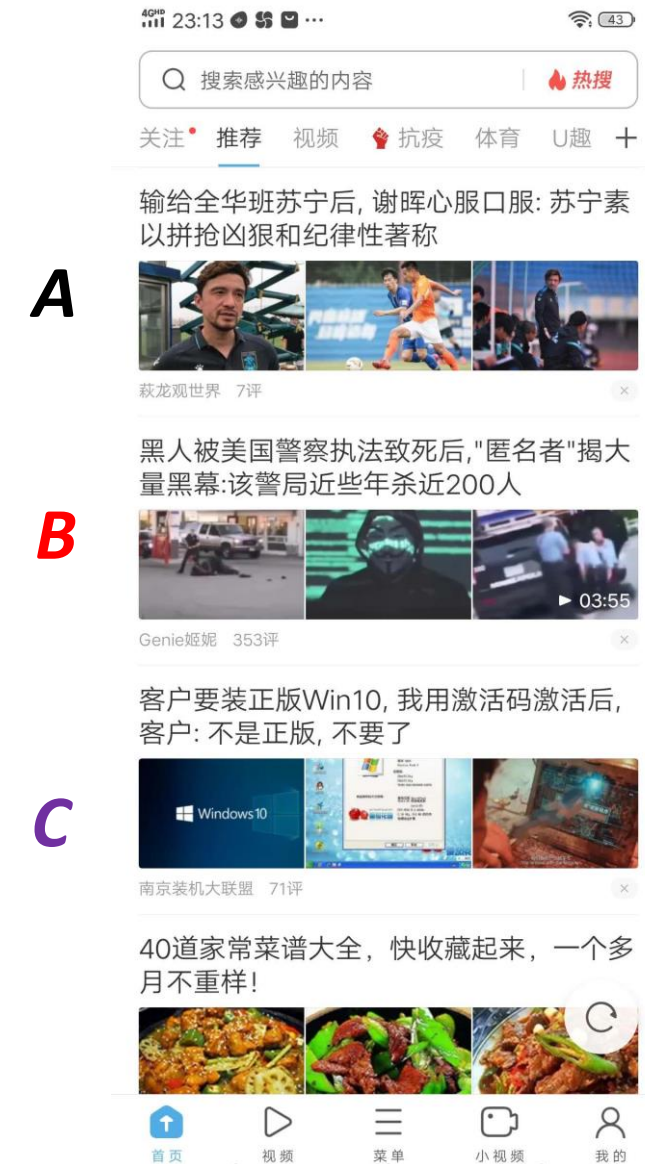 4GHD 23:13 ··· 43
搜索感兴趣的内容 热搜
关注 推荐 视频 抗疫 体育 U趣 +
输给全华班苏宁后, 谢晖心服口服: 苏宁素
以拼抢凶狠和纪律性著称
A
萩龙观世界 7评
黑人被美国警察执法致死后,"匿名者"揭大
量黑幕:该警局近些年杀近200人
B
03:55
Genie姬妮 353评
客户要装正版Win10, 我用激活码激活后,
客户: 不是正版, 不要了
C
Windows10
南京装机大联盟 71评
40道家常菜谱大全，快收藏起来，一个多
月不重样!
首页 视频 菜单 小视频 我的